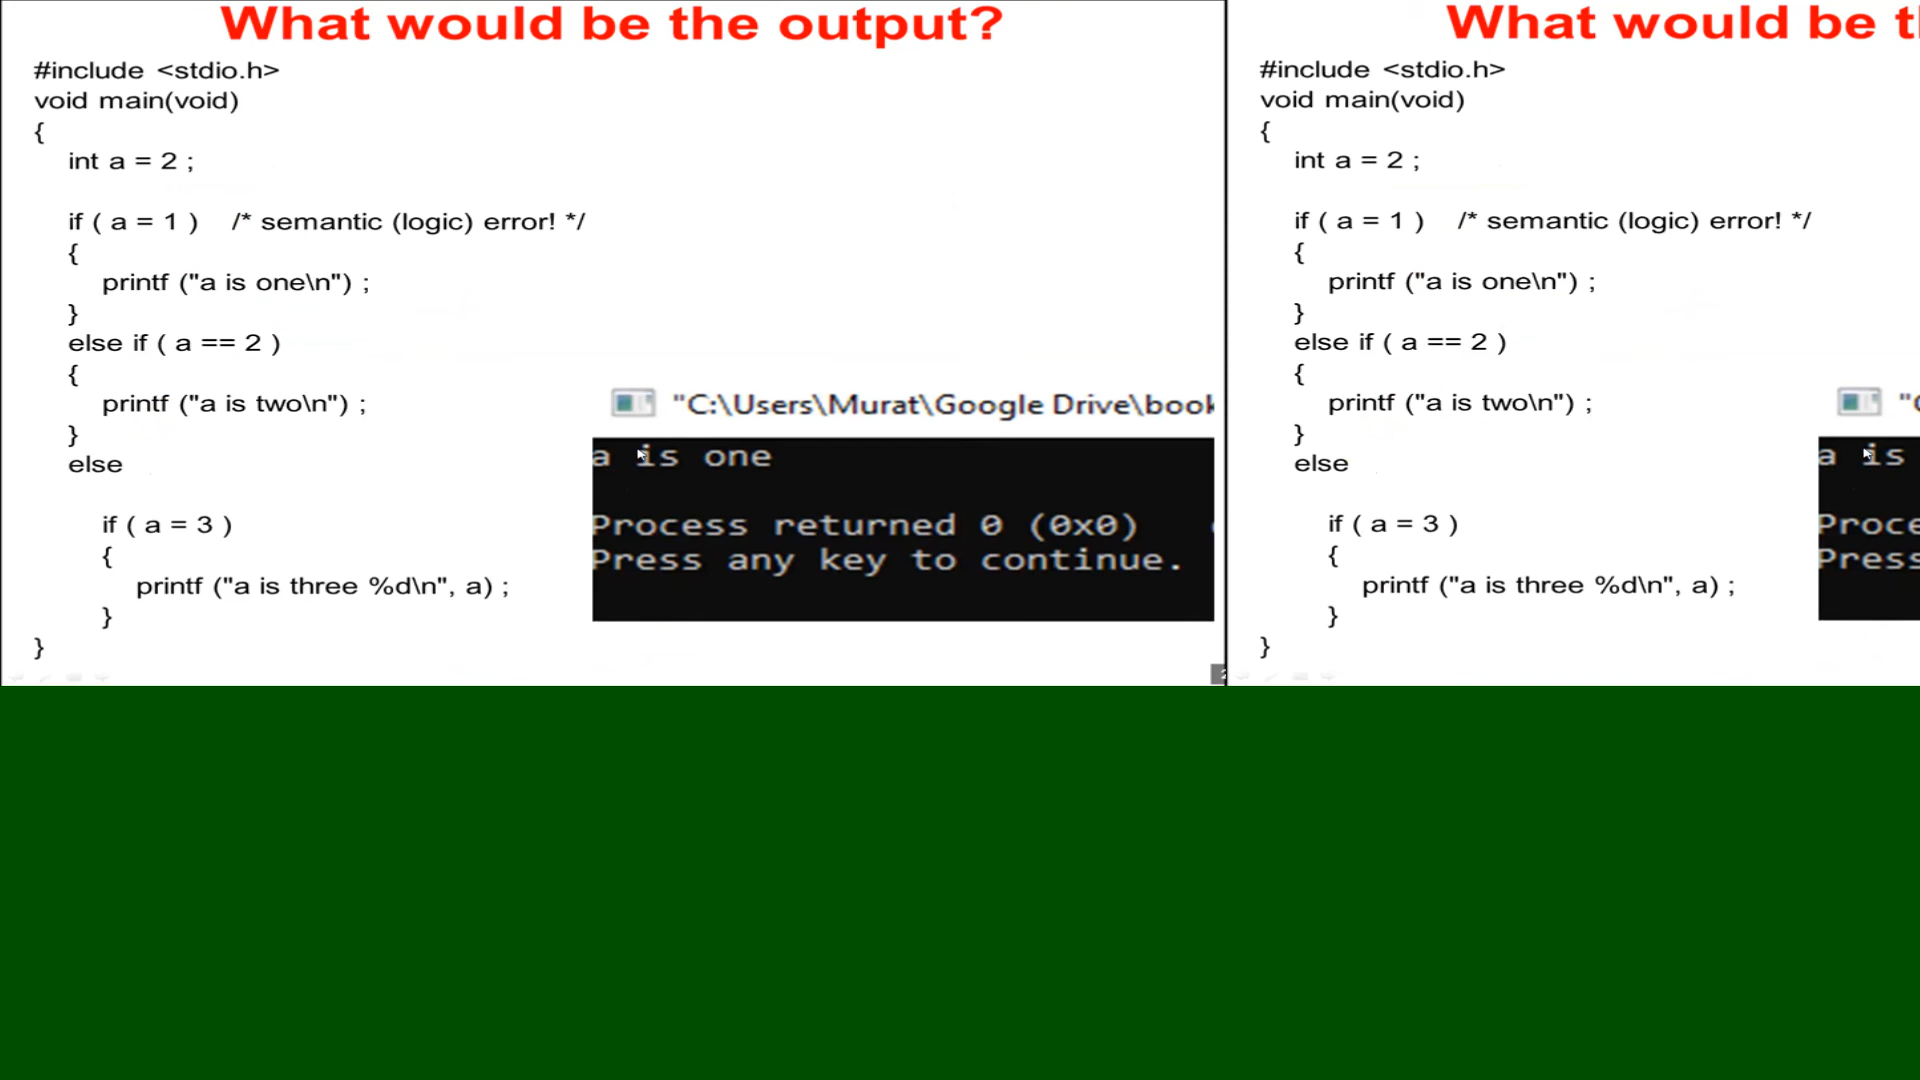 What would be the output?
#include <stdio.h>
void main(void)
{
int a = 2 ;
if ( a = 1 ) /* semantic (logic) error! */
{
printf ("a is one\n") ;
}
else if ( a == 2 )
{
printf ("a is two\n") ;
}
else
if ( a = 3 )
{
printf ("a is three %d\n", a) ;
}
}
"C:\Users\Murat\Google Drive\book
a is one
Process returned 0 (0x0)
Press any key to continue.
What would be t
#include <stdio.h>
void main(void)
{
int a = 2 ;
if ( a = 1 ) /* semantic (logic) error! */
{
printf ("a is one\n") ;
}
else if ( a == 2 )
{
printf ("a is two\n") ;
}
else
if ( a = 3 )
{
printf ("a is three %d\n", a) ;
}
}
a is
Proce
Press